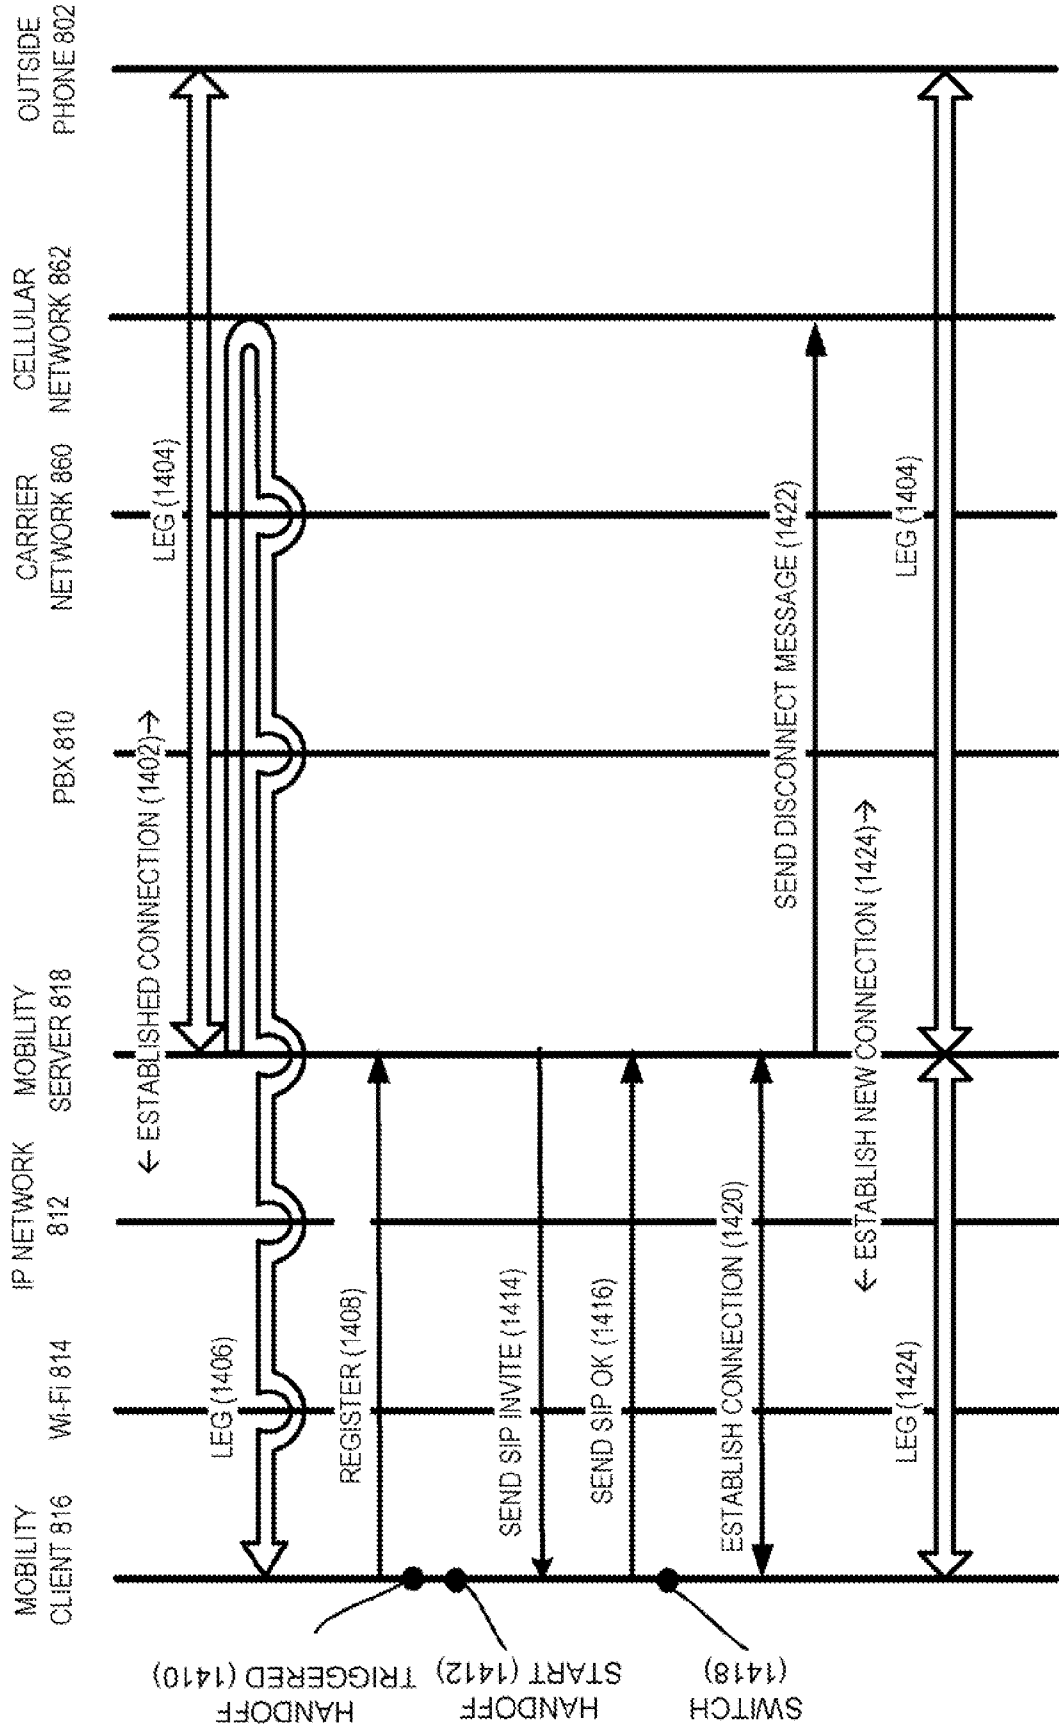 MOBILITY
CLIENT 816
Wi-Fi 814
IP NETWORK
812
MOBILITY
SERVER 818
PBX 810
CARRIER
NETWORK 860
CELLULAR
NETWORK 862
OUTSIDE
PHONE 802
← ESTABLISHED CONNECTION (1402)→
LEG (1404)
LEG (1406)
REGISTER (1408)
HANDOFF
TRIGGERED (1410)
HANDOFF
START (1412)
SEND SIP INVITE (1414)
SEND SIP OK (1416)
SWITCH
(1418)
ESTABLISH CONNECTION (1420)
SEND DISCONNECT MESSAGE (1422)
← ESTABLISH NEW CONNECTION (1424)→
LEG (1424)
LEG (1404)